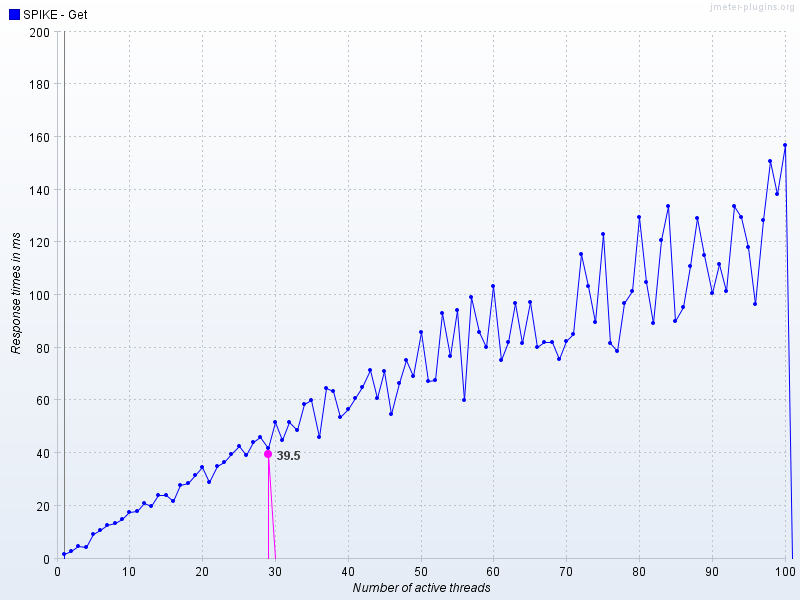 jmeter-plugins.org
SPIKE - Get
200
180
160
140
120
100
80
60
40
20
0
Response times in ms
39.5
0 10 20 30 40 50 60 70 80 90 100
Number of active threads